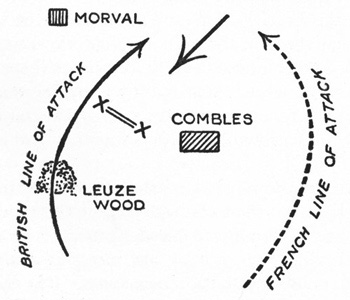 MORVAL
BRITISH LINE OF ATTACK
COMBLES
LEUZE
WOOD
FRENCH LINE OF ATTACK
X
X